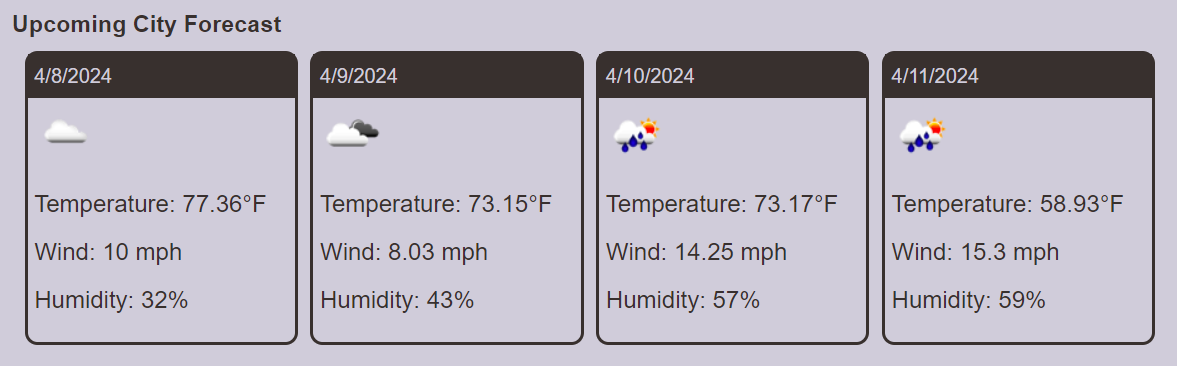 Upcoming City Forecast
4/8/2024
Temperature: 77.36°F
Wind: 10 mph
Humidity: 32%
4/9/2024
Temperature: 73.15°F
Wind: 8.03 mph
Humidity: 43%
4/10/2024
Temperature: 73.17°F
Wind: 14.25 mph
Humidity: 57%
4/11/2024
Temperature: 58.93°F
Wind: 15.3 mph
Humidity: 59%